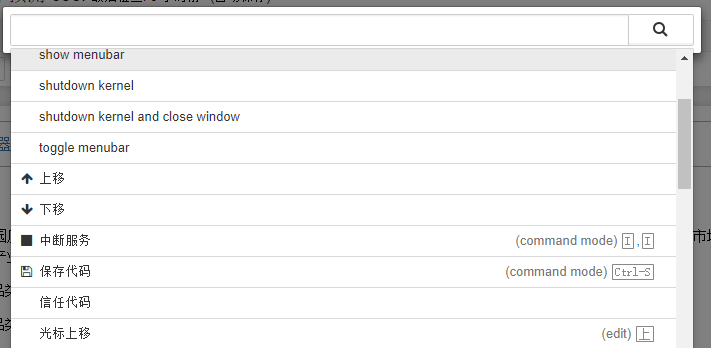 show menubar
shutdown kernel
shutdown kernel and close window
toggle menubar
上移
下移
中断服务 (command mode) I,I
保存代码 (command mode) Ctrl-S
信任代码
光标上移 (edit) 上